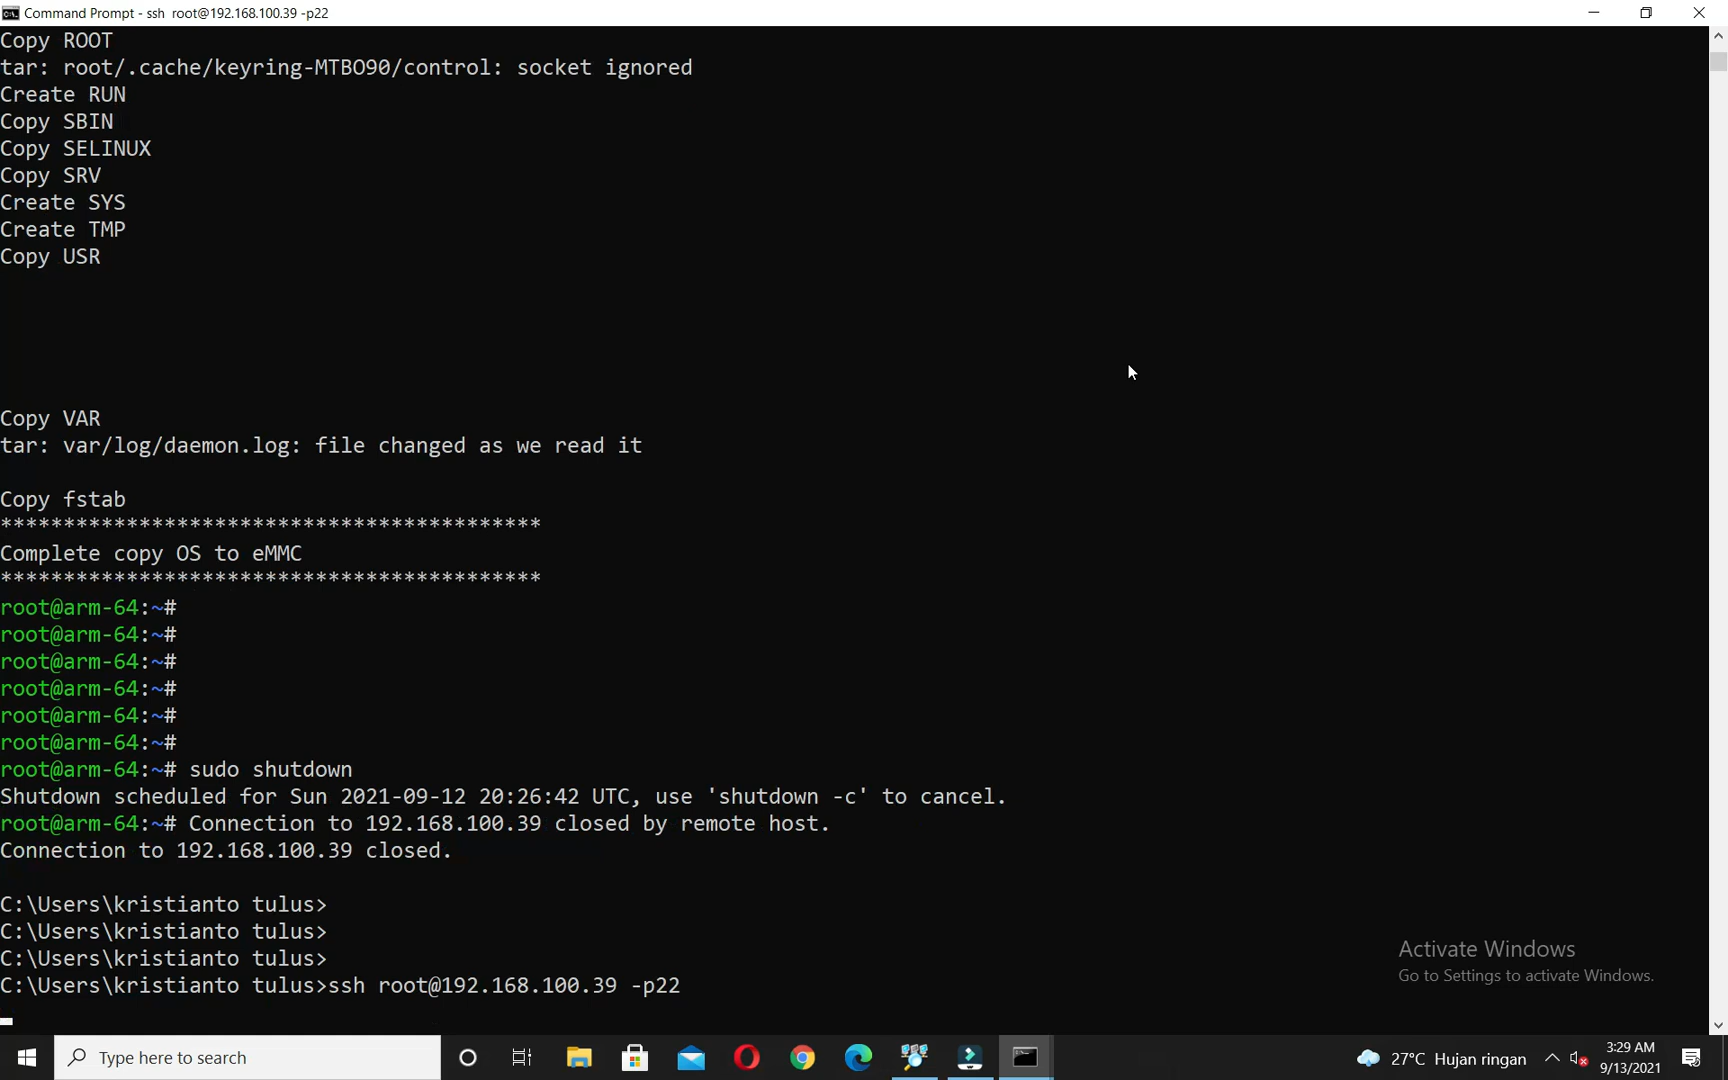 Command Prompt - ssh root@192.168.100.39 -p22
Copy ROOT
tar: root/.cache/keyring-MTBO90/control: socket ignored
Create RUN
Copy SBIN
Copy SELINUX
Copy SRV
Create SYS
Create TMP
Copy USR
Copy VAR
tar: var/log/daemon.log: file changed as we read it
Copy fstab
*******************************************
Complete copy OS to eMMC
*******************************************
root@arm-64:~#
root@arm-64:~#
root@arm-64:~#
root@arm-64:~#
root@arm-64:~#
root@arm-64:~#
root@arm-64:~# sudo shutdown
Shutdown scheduled for Sun 2021-09-12 20:26:42 UTC, use 'shutdown -c' to cancel.
root@arm-64:~# Connection to 192.168.100.39 closed by remote host.
Connection to 192.168.100.39 closed.
C:\Users\kristianto tulus>
C:\Users\kristianto tulus>
C:\Users\kristianto tulus>
C:\Users\kristianto tulus>ssh root@192.168.100.39 -p22
Activate Windows
Go to Settings to activate Windows.
Type here to search
27°C Hujan ringan
3:29 AM
9/13/2021